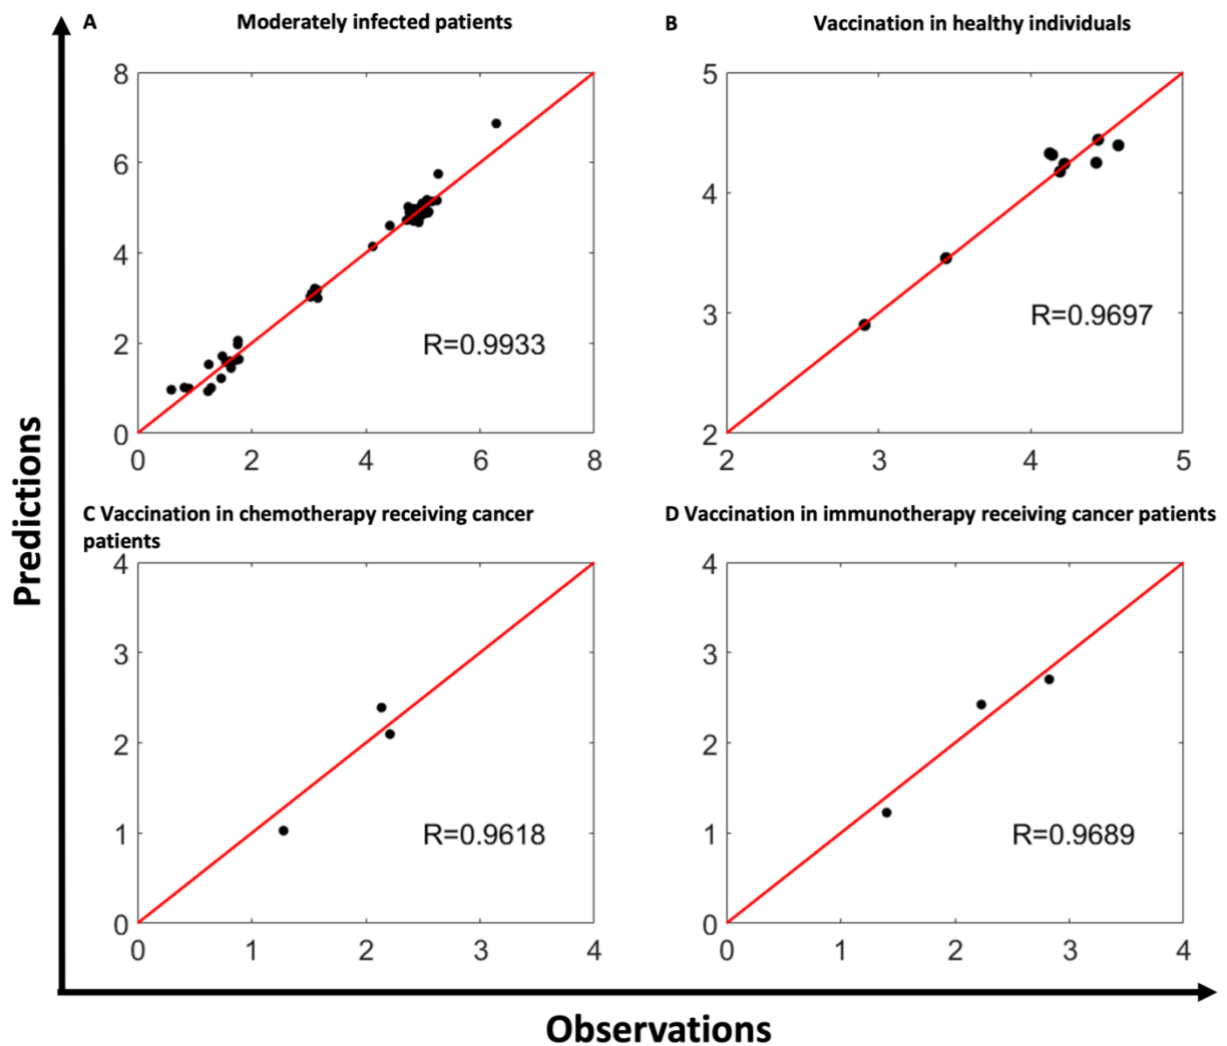 A
Moderately infected patients
8
6
4
2
0
0 2 4 6 8
R=0.9933
B
Vaccination in healthy individuals
5
4
3
2
2 3 4 5
R=0.9697
C Vaccination in chemotherapy receiving cancer
patients
4
3
2
1
0
0 1 2 3 4
R=0.9618
D Vaccination in immunotherapy receiving cancer patients
4
3
2
1
0
0 1 2 3 4
R=0.9689
Predictions
Observations